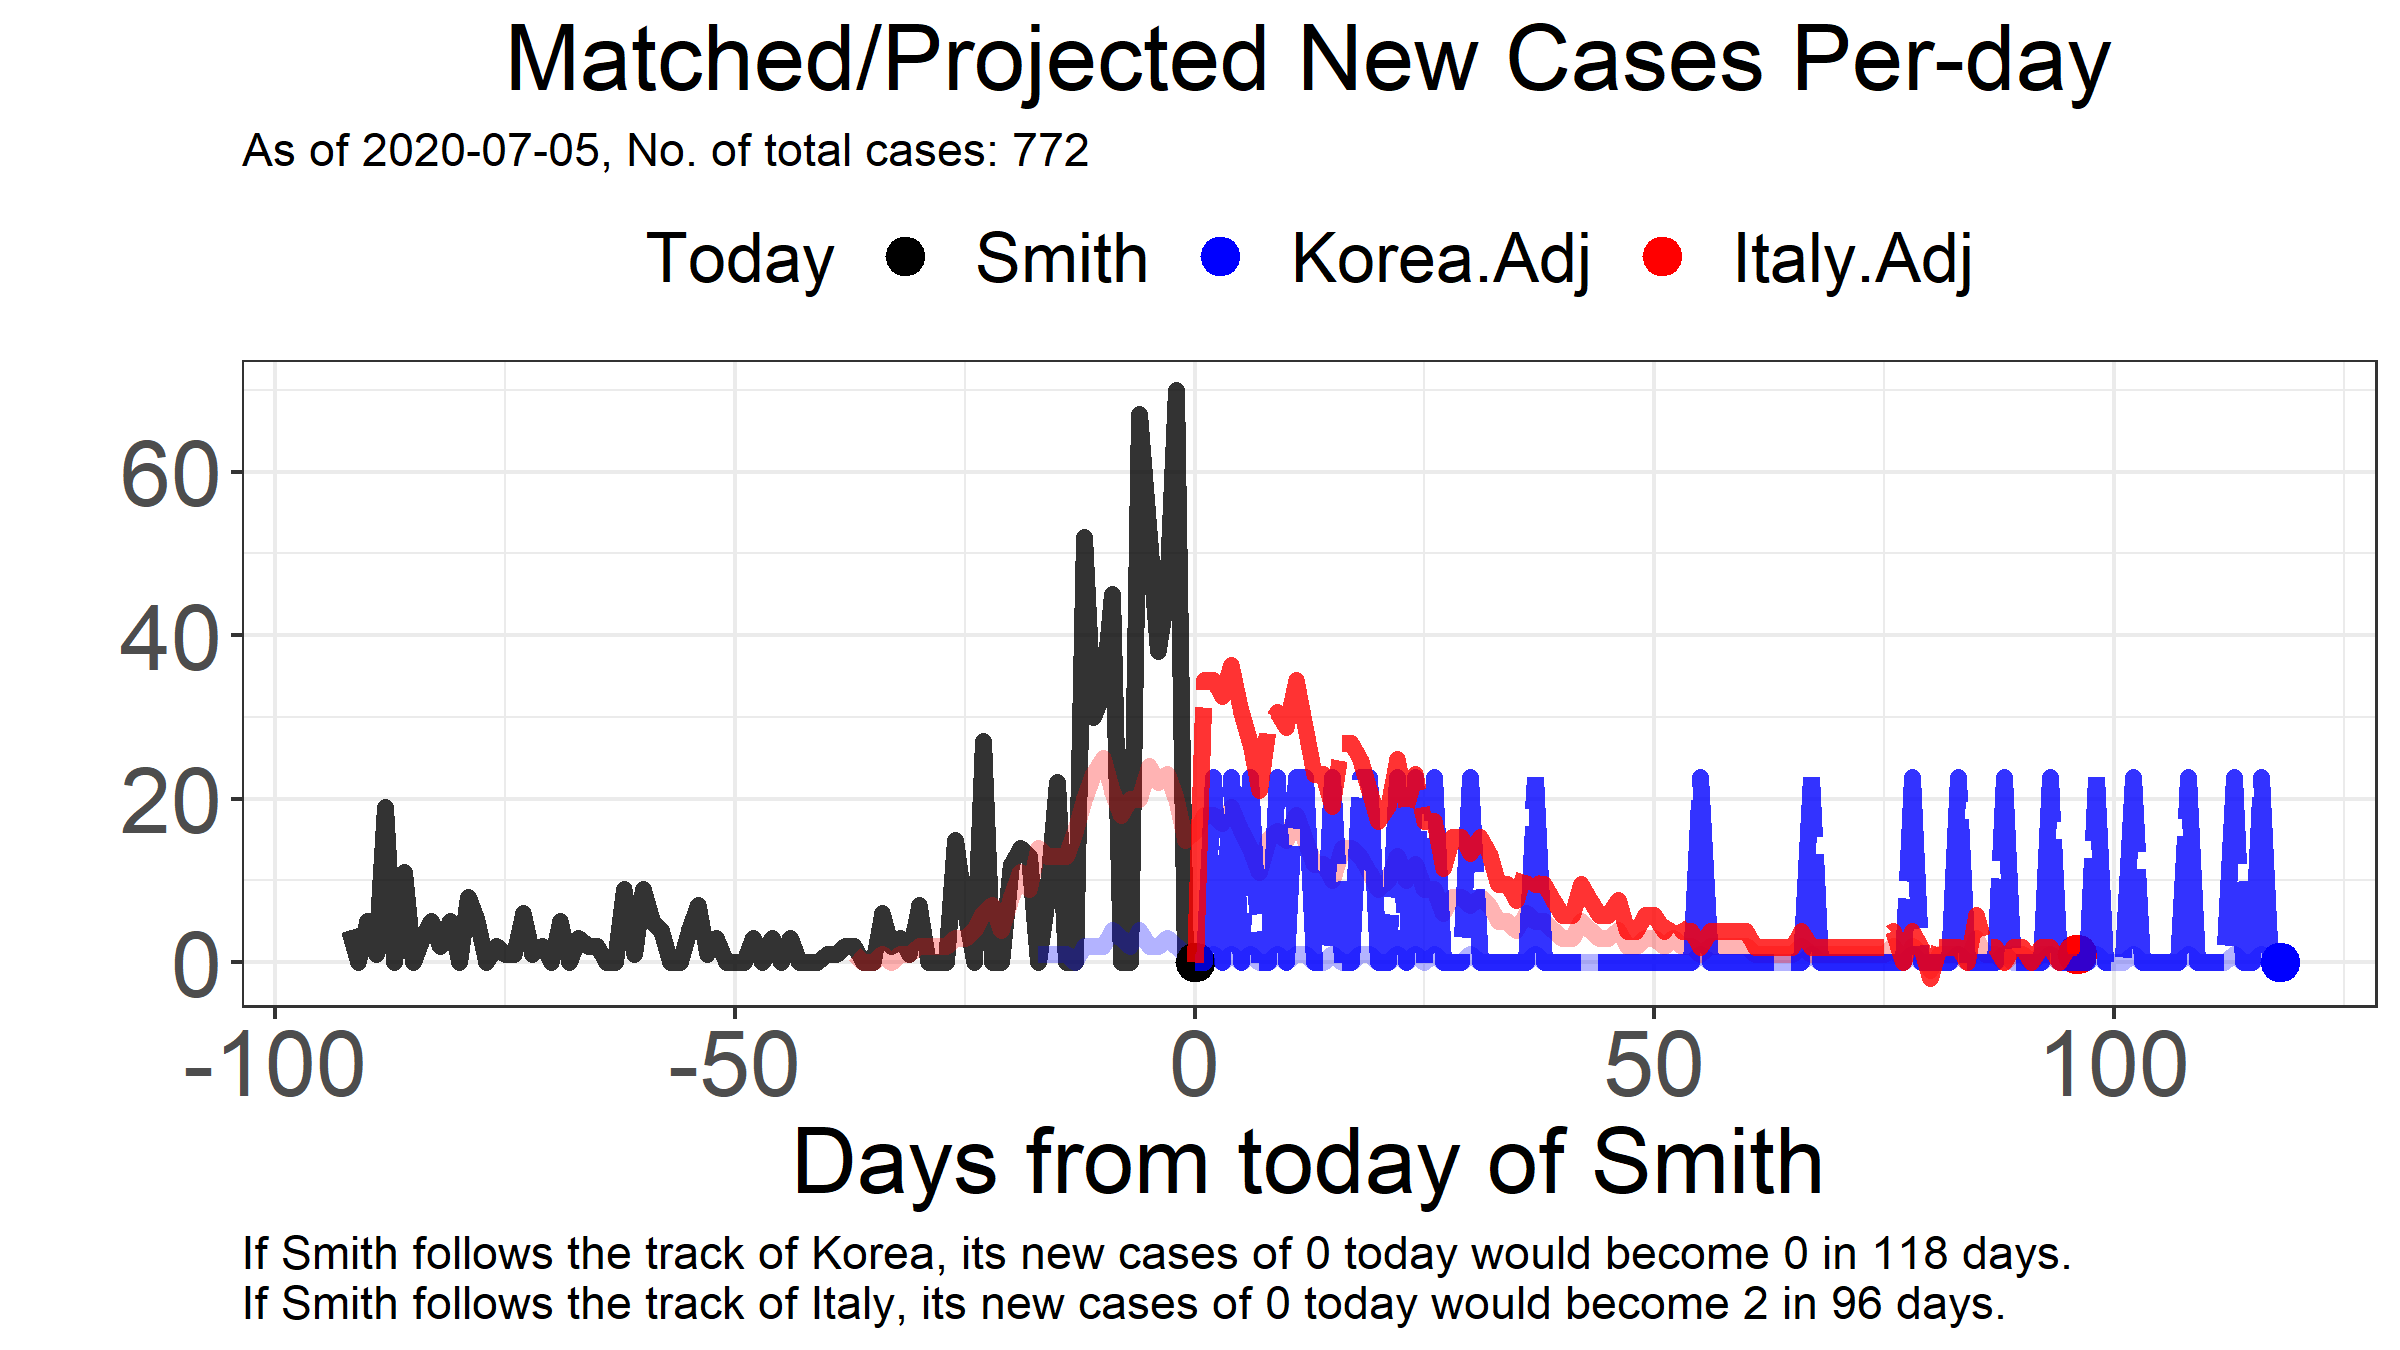 Matched/Projected New Cases Per-day
As of 2020-07-05, No. of total cases: 772
Today Smith Korea.Adj Italy.Adj
60
40
20
0
-100 -50 0 50 100
Days from today of Smith
If Smith follows the track of Korea, its new cases of 0 today would become 0 in 118 days.
If Smith follows the track of Italy, its new cases of 0 today would become 2 in 96 days.